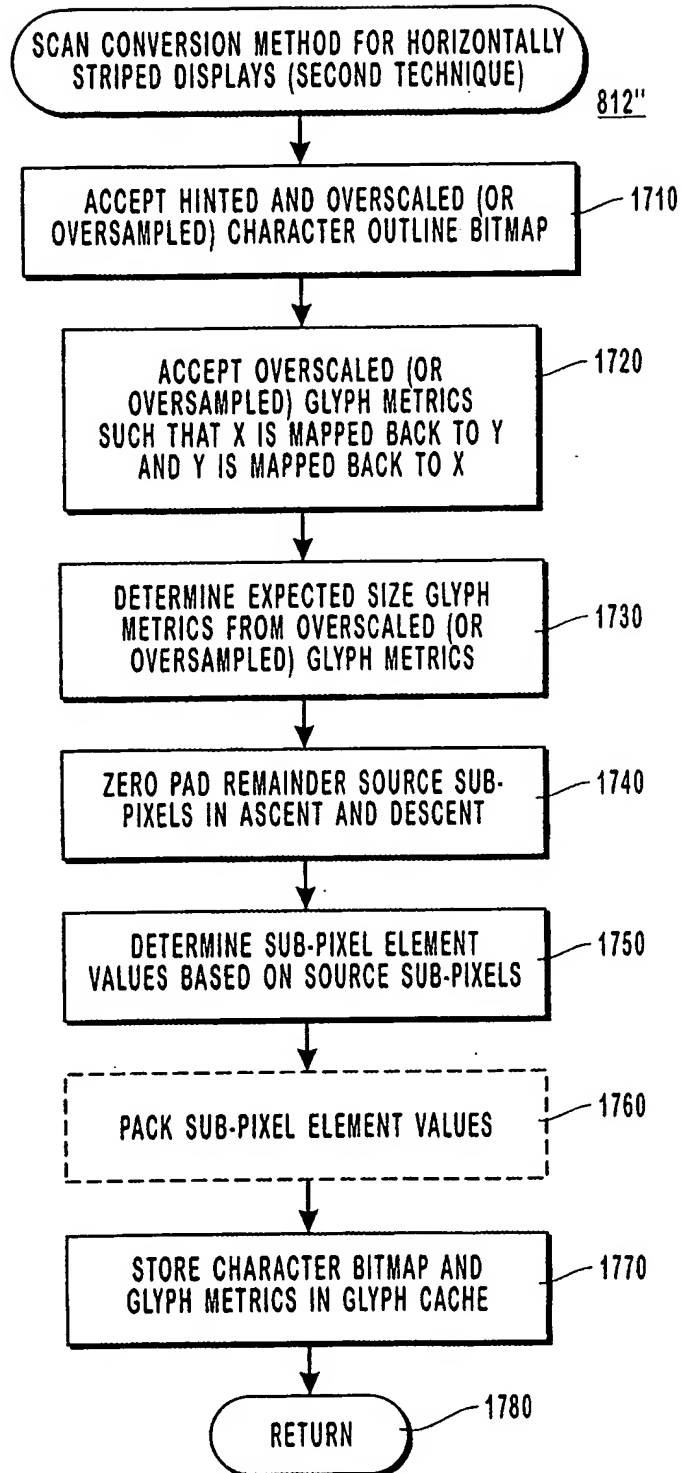 SCAN CONVERSION METHOD FOR HORIZONTALLY
STRIPED DISPLAYS (SECOND TECHNIQUE)
812"
ACCEPT HINTED AND OVERSCALED (OR
OVERSAMPLED) CHARACTER OUTLINE BITMAP
1710
ACCEPT OVERSCALED (OR
OVERSAMPLED) GLYPH METRICS
SUCH THAT X IS MAPPED BACK TO Y
AND Y IS MAPPED BACK TO X
1720
DETERMINE EXPECTED SIZE GLYPH
METRICS FROM OVERSCALED (OR
OVERSAMPLED) GLYPH METRICS
1730
ZERO PAD REMAINDER SOURCE SUB-
PIXELS IN ASCENT AND DESCENT
1740
DETERMINE SUB-PIXEL ELEMENT
VALUES BASED ON SOURCE SUB-PIXELS
1750
PACK SUB-PIXEL ELEMENT VALUES
1760
STORE CHARACTER BITMAP AND
GLYPH METRICS IN GLYPH CACHE
1770
RETURN
1780